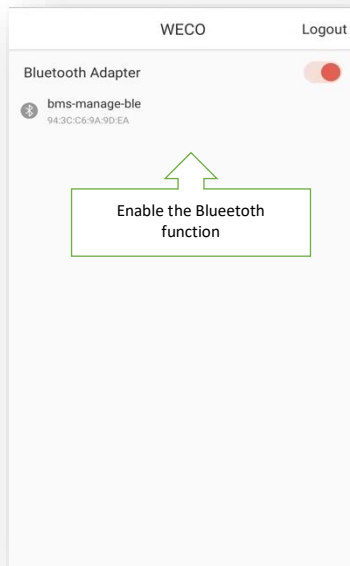 WECO Logout
Bluetooth Adapter
bms-manage-ble
94:3C:C6:9A:9D:EA
Enable the Blueetoth
function